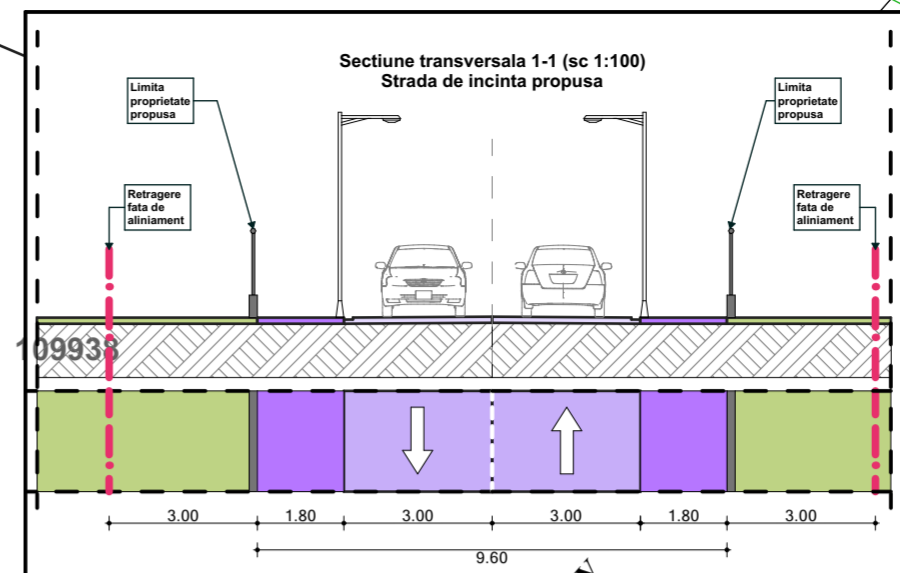 Sectiune transversala 1-1 (sc 1:100)
Strada de incinta propusa
Limita
proprietate
propusa
Limita
proprietate
propusa
Retragere
fata de
aliniament
Retragere
fata de
aliniament
109938
3.00 1.80 3.00 3.00 1.80 3.00
9.60